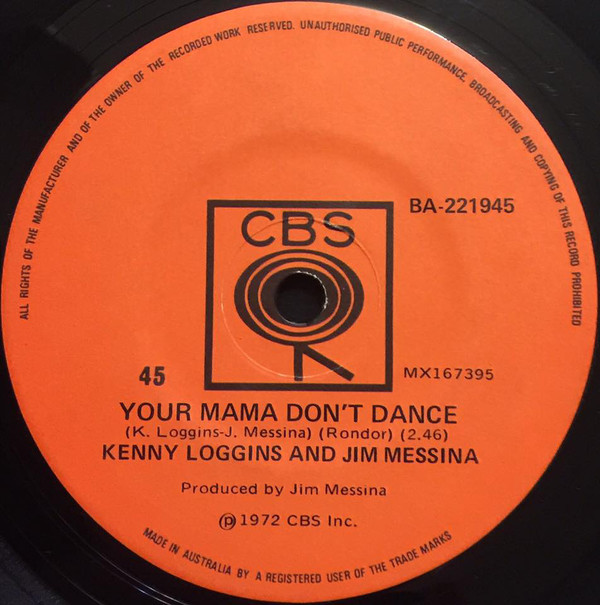 ALL RIGHTS OF THE MANUFACTURER AND OF THE OWNER OF THE RECORDED WORK RESERVED. UNAUTHORISED PUBLIC PERFORMANCE, BROADCASTING AND COPYING OF THIS RECORD PROHIBITED
BA-221945
CBS
45
MX167395
YOUR MAMA DON'T DANCE
(K. Loggins-J. Messina) (Rondor) (2.46)
KENNY LOGGINS AND JIM MESSINA
Produced by Jim Messina
℗ 1972 CBS Inc.
MADE IN AUSTRALIA BY A REGISTERED USER OF THE TRADE MARKS